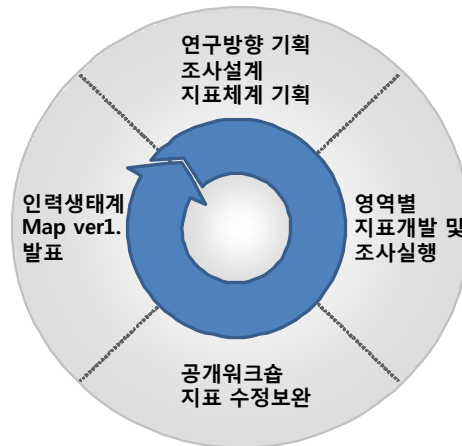 연구방향 기획
조사설계
지표체계 기획
영역별
지표개발 및
조사실행
공개워크숍
지표 수정보완
인력생태계
Map ver1.
발표